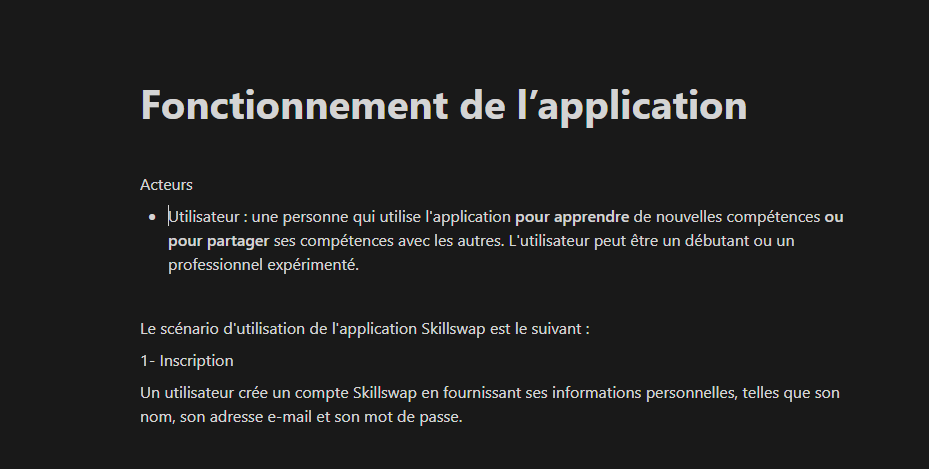 Fonctionnement de l’application
Acteurs
• Utilisateur : une personne qui utilise l'application pour apprendre de nouvelles compétences ou
pour partager ses compétences avec les autres. L'utilisateur peut être un débutant ou un
professionnel expérimenté.
Le scénario d'utilisation de l'application Skillswap est le suivant :
1- Inscription
Un utilisateur crée un compte Skillswap en fournissant ses informations personnelles, telles que son
nom, son adresse e-mail et son mot de passe.